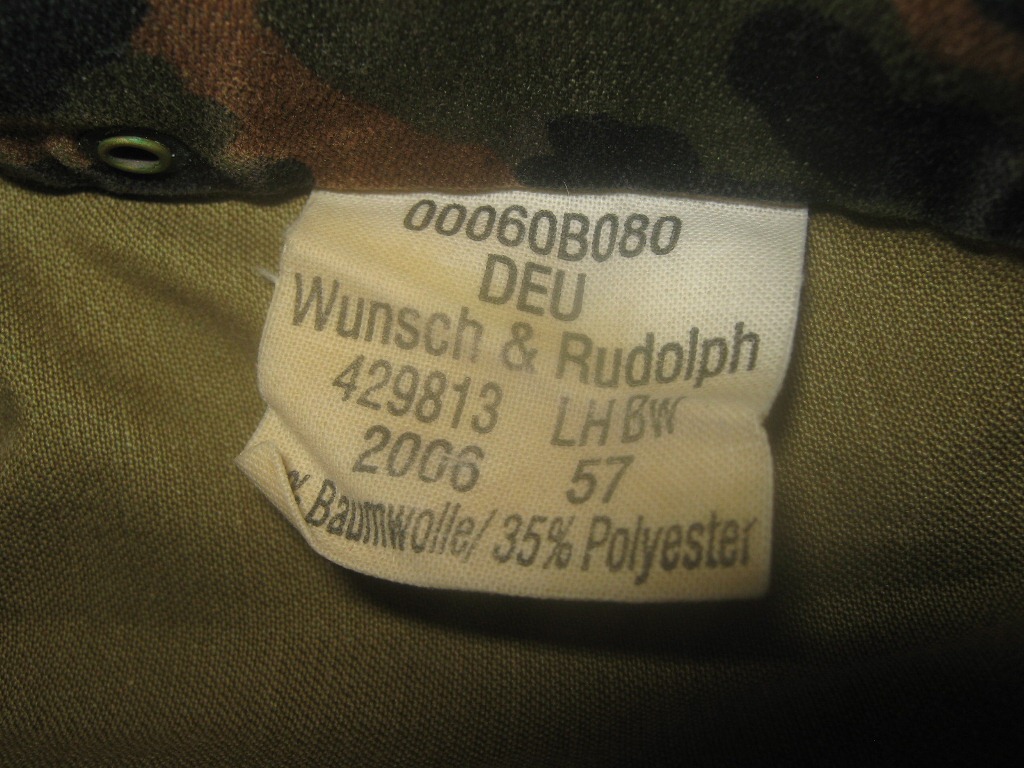 00060B080
DEU
Wunsch & Rudolph
429813 LH BW
2006 57
% Baumwolle/ 35% Polyester